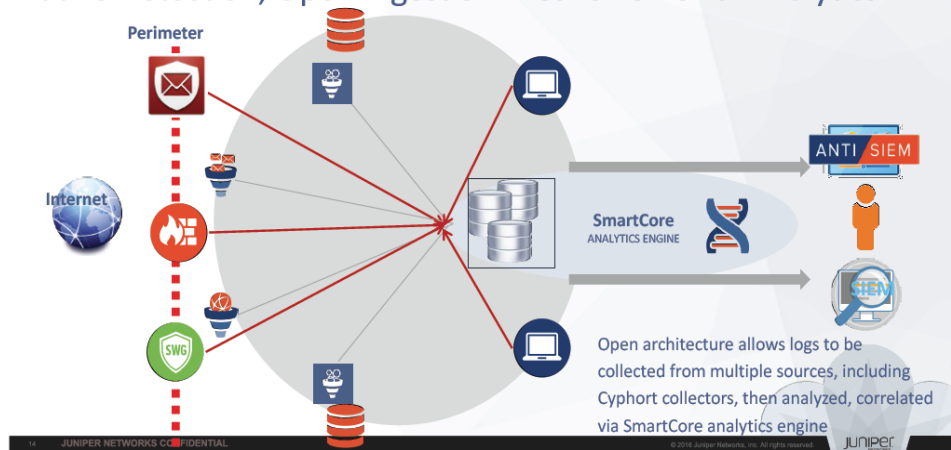 Perimeter
Internet
SWG
SmartCore
ANALYTICS ENGINE
ANTI SIEM
SIEM
Open architecture allows logs to be
collected from multiple sources, including
Cyphort collectors, then analyzed, correlated
via SmartCore analytics engine
14 JUNIPER NETWORKS CONFIDENTIAL
© 2016 Juniper Networks, Inc. All rights reserved.
JUNIPER